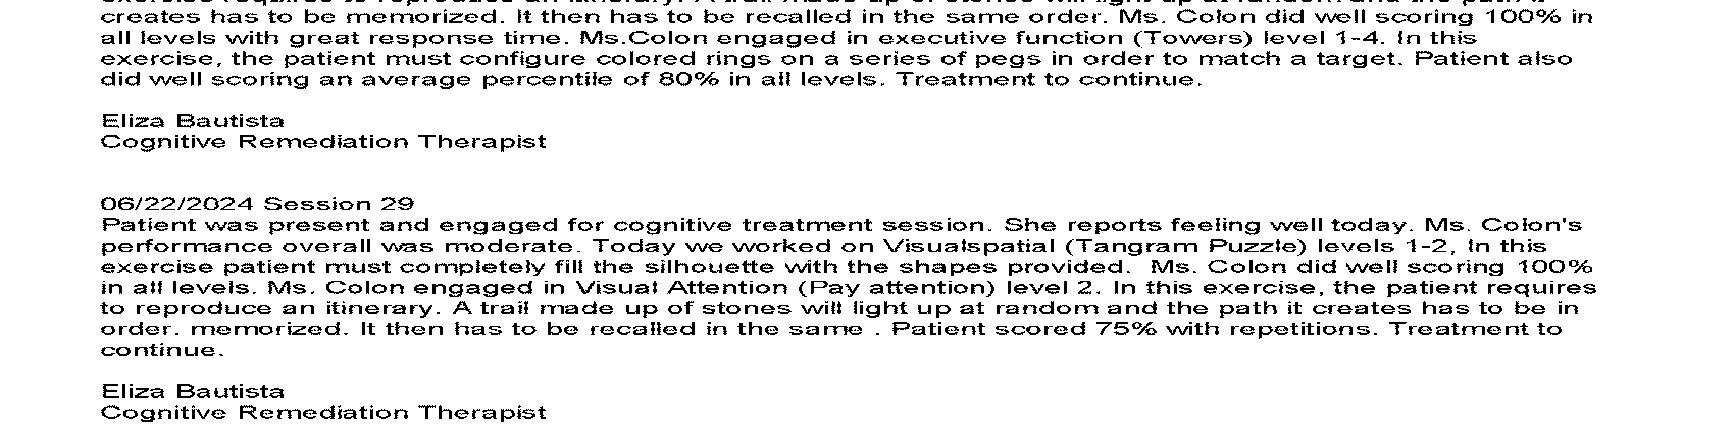 creates has to be memorized. It then has to be recalled in the same order. Ms. Colon did well scoring 100% in
all levels with great response time. Ms.Colon engaged in executive function (Towers) level 1-4. In this
exercise, the patient must configure colored rings on a series of pegs in order to match a target. Patient also
did well scoring an average percentile of 80% in all levels. Treatment to continue.
Eliza Bautista
Cognitive Remediation Therapist
06/22/2024 Session 29
Patient was present and engaged for cognitive treatment session. She reports feeling well today. Ms. Colon's
performance overall was moderate. Today we worked on Visualspatial (Tangram Puzzle) levels 1-2, In this
exercise patient must completely fill the silhouette with the shapes provided.  Ms. Colon did well scoring 100%
in all levels. Ms. Colon engaged in Visual Attention (Pay attention) level 2. In this exercise, the patient requires
to reproduce an itinerary. A trail made up of stones will light up at random and the path it creates has to be in
order. memorized. It then has to be recalled in the same . Patient scored 75% with repetitions. Treatment to
continue.
Eliza Bautista
Cognitive Remediation Therapist